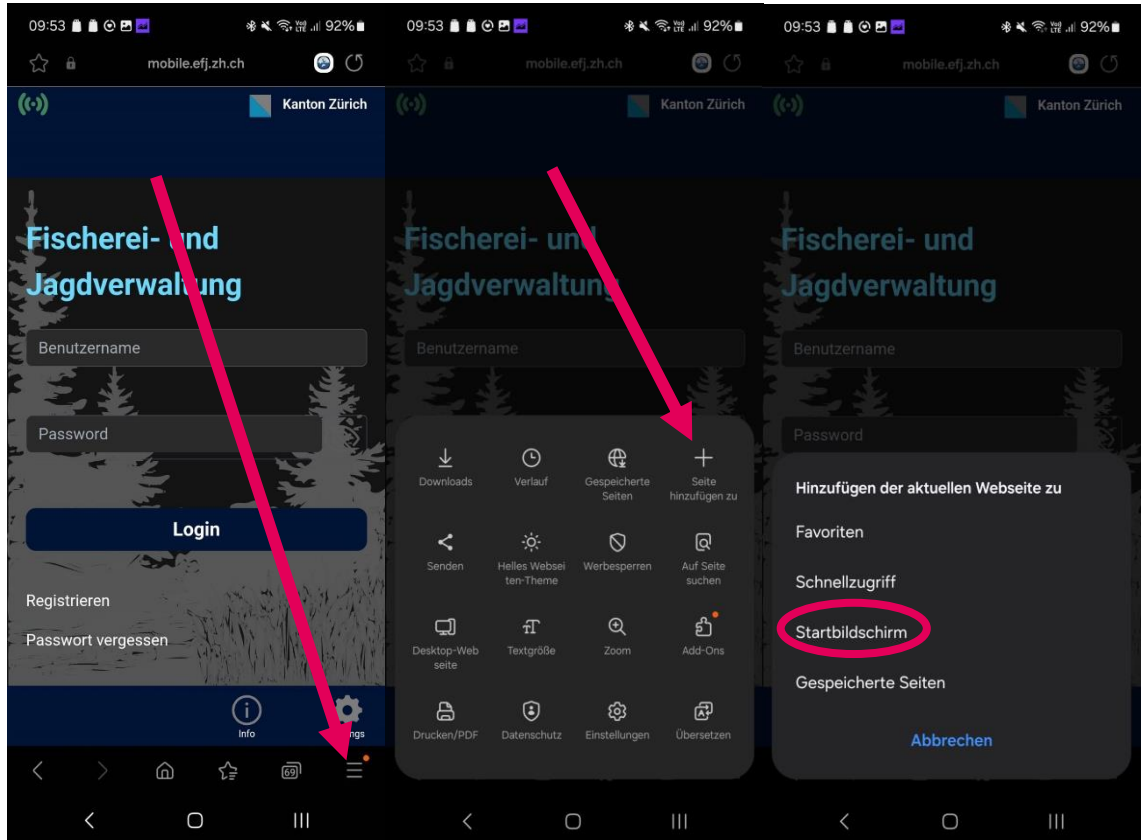 09:53
92%
mobile.efj.zh.ch
Kanton Zürich
Fischerei- und
Jagdverwaltung
Benutzername
Password
Login
Registrieren
Passwort vergessen
Info
ngs
69
09:53
92%
mobile.efj.zh.ch
Kanton Zürich
Fischerei- und
Jagdverwaltung
Benutzername
Downloads
Verlauf
Gespeicherte
Seiten
Seite
hinzufügen zu
Senden
Helles Websei
ten-Theme
Werbesperren
Auf Seite
suchen
Desktop-Web
seite
Textgröße
Zoom
Add-Ons
Drucken/PDF
Datenschutz
Einstellungen
Übersetzen
09:53
92%
mobile.efj.zh.ch
Kanton Zürich
Fischerei- und
Jagdverwaltung
Benutzername
Password
Hinzufügen der aktuellen Webseite zu
Favoriten
Schnellzugriff
Startbildschirm
Gespeicherte Seiten
Abbrechen